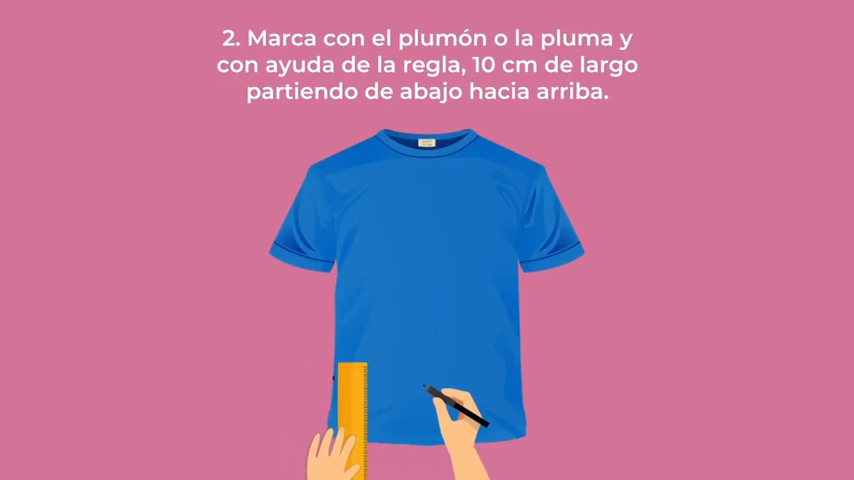 2. Marca con el plumón o la pluma y
con ayuda de la regla, 10 cm de largo
partiendo de abajo hacia arriba.